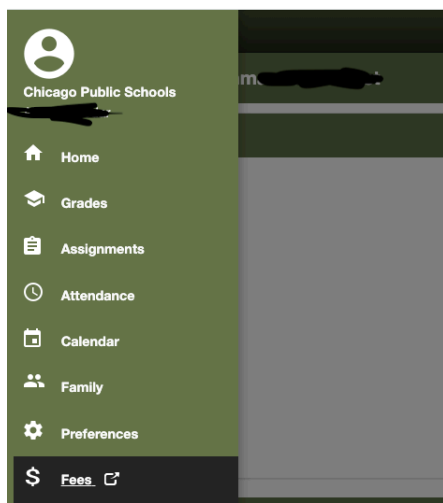 Chicago Public Schools
Home
Grades
Assignments
Attendance
Calendar
Family
Preferences
$ Fees